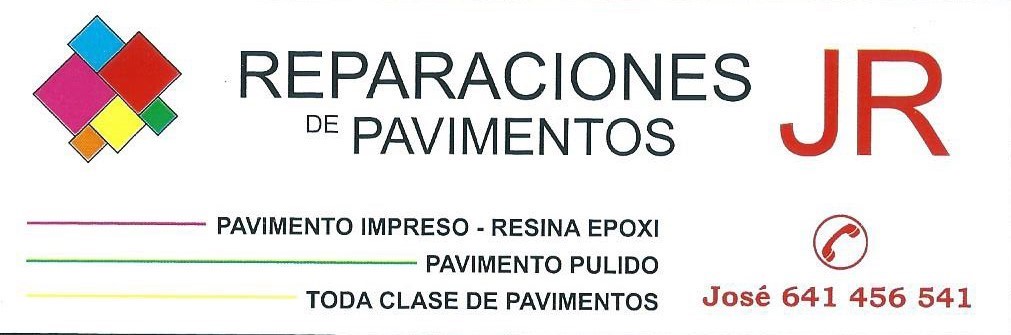 REPARACIONES
DE PAVIMENTOS
JR
PAVIMENTO IMPRESO - RESINA EPOXI
PAVIMENTO PULIDO
TODA CLASE DE PAVIMENTOS
José 641 456 541